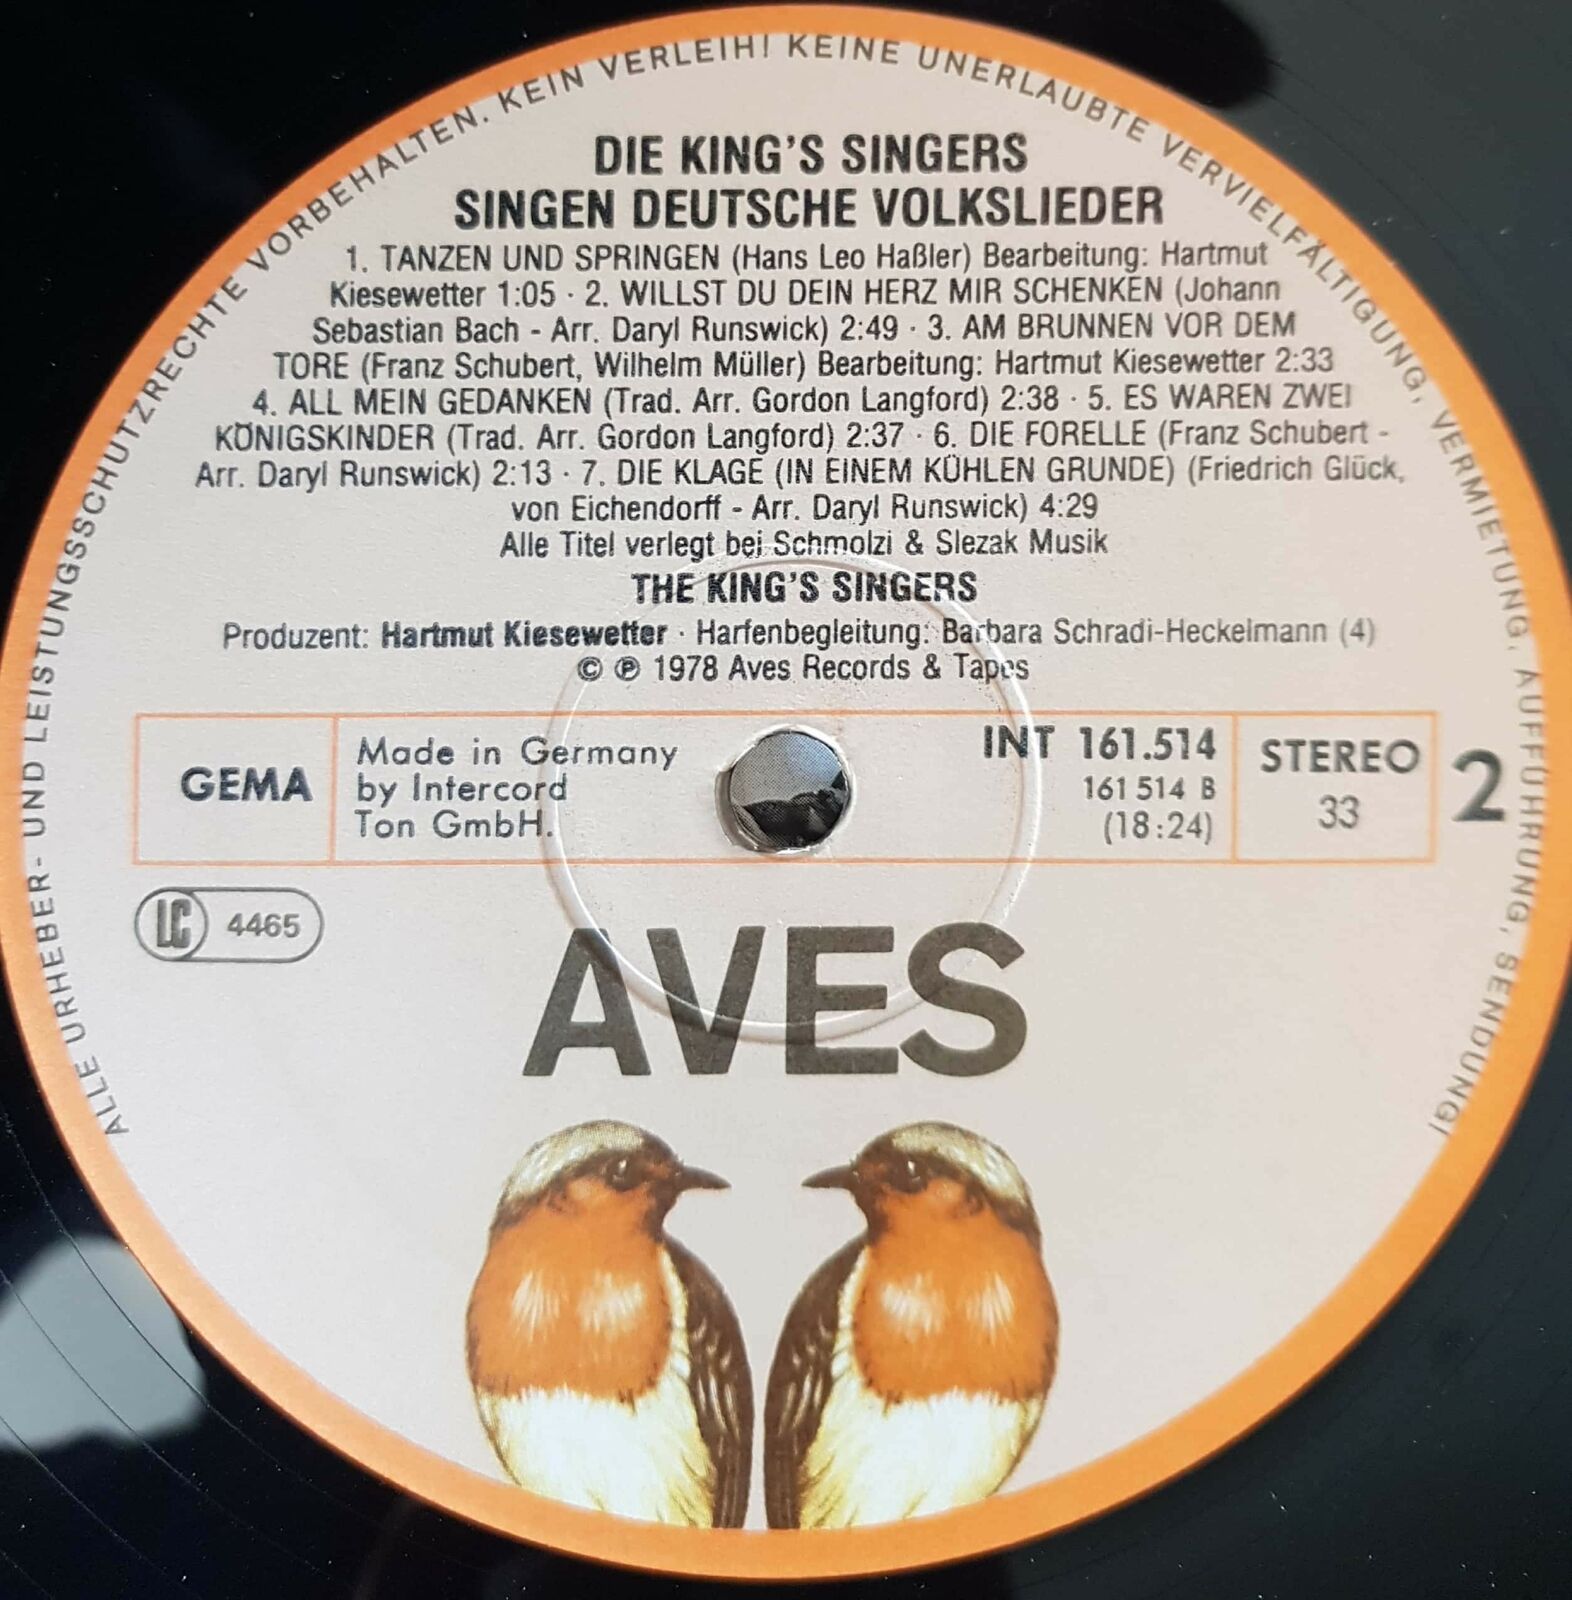 ALLE URHEBER- UND LEISTUNGSSCHUTZRECHTE VORBEHALTEN. KEIN VERLEIH! KEINE UNERLAUBTE VERVIELFÄLTIGUNG, VERMIETUNG, AUFFÜHRUNG, SENDUNG!
DIE KING'S SINGERS
SINGEN DEUTSCHE VOLKSLIEDER
1. TANZEN UND SPRINGEN (Hans Leo Haßler) Bearbeitung: Hartmut
Kiesewetter 1:05 · 2. WILLST DU DEIN HERZ MIR SCHENKEN (Johann
Sebastian Bach - Arr. Daryl Runswick) 2:49 · 3. AM BRUNNEN VOR DEM
TORE (Franz Schubert, Wilhelm Müller) Bearbeitung: Hartmut Kiesewetter 2:33
4. ALL MEIN GEDANKEN (Trad. Arr. Gordon Langford) 2:38 · 5. ES WAREN ZWEI
KÖNIGSKINDER (Trad. Arr. Gordon Langford) 2:37 · 6. DIE FORELLE (Franz Schubert -
Arr. Daryl Runswick) 2:13 · 7. DIE KLAGE (IN EINEM KÜHLEN GRUNDE) (Friedrich Glück,
von Eichendorff - Arr. Daryl Runswick) 4:29
Alle Titel verlegt bei Schmolzi & Slezak Musik
THE KING'S SINGERS
Produzent: Hartmut Kiesewetter · Harfenbegleitung: Barbara Schradi-Heckelmann (4)
© ℗ 1978 Aves Records & Tapes
GEMA
Made in Germany
by Intercord
Ton GmbH.
INT 161.514
161 514 B
(18:24)
STEREO
33
2
LC 4465
AVES